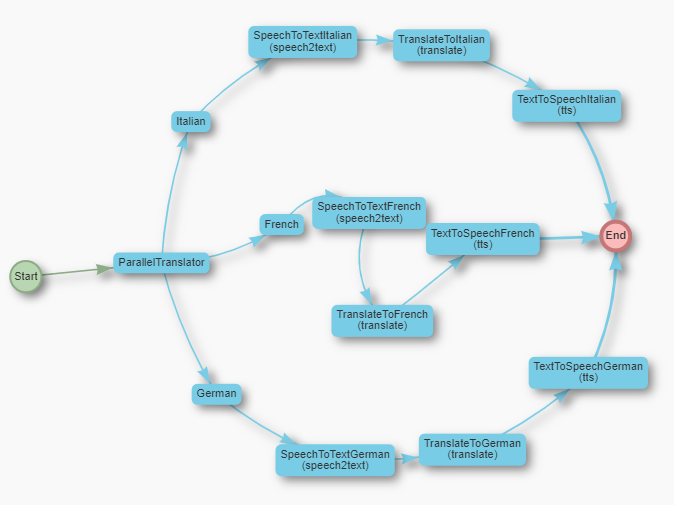 SpeechToTextItalian
(speech2text)
TranslateToItalian
(translate)
TextToSpeechItalian
(tts)
Italian
SpeechToTextFrench
(speech2text)
French
TextToSpeechFrench
(tts)
End
ParallelTranslator
Start
TranslateToFrench
(translate)
TextToSpeechGerman
(tts)
German
TranslateToGerman
(translate)
SpeechToTextGerman
(speech2text)